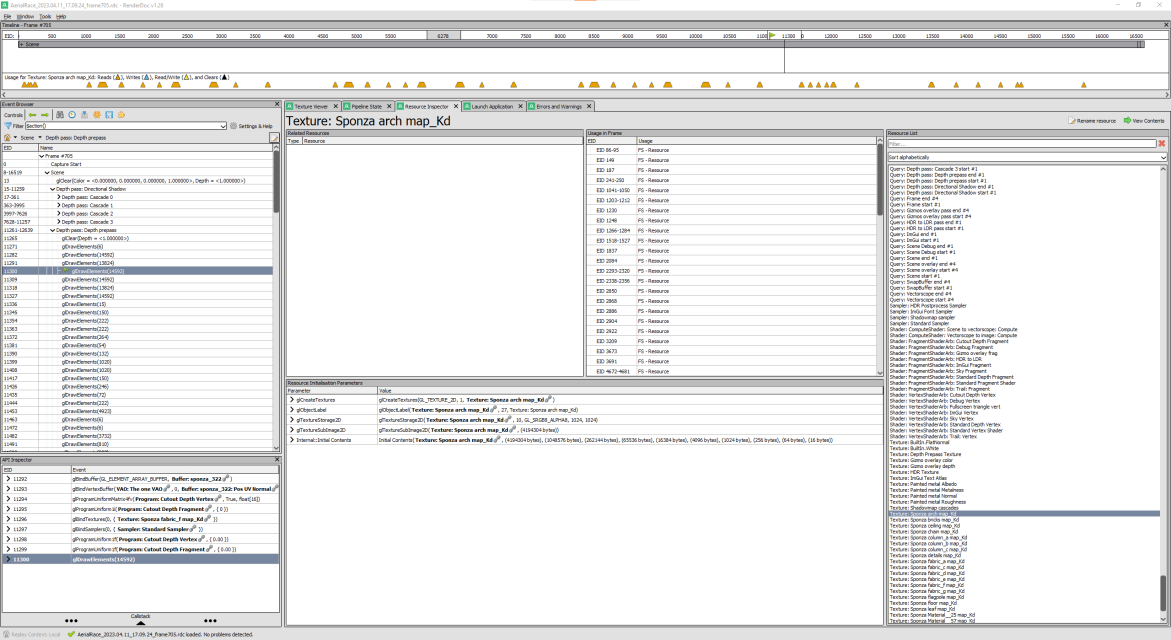 AerialRace_2023.04.11_17.09.24_frame705.rdc - RenderDoc v1.26
File Window Tools Help
Timeline - Frame #705
EID: 0 500 1000 1500 2000 2500 3000 3500 4000 4500 5000 5500 6278 7000 7500 8000 8500 9000 9500 10000 10500 1100 11300 0 12000 12500 13000 13500 14000 14500 15000 15500 16000 16500
+ Scene
Usage for Texture: Sponza arch map_Kd: Reads ( ), Writes ( ), Read/Write ( ), and Clears ( )
Event Browser
Controls
Settings & Help
Filter $action()
Scene Depth pass: Depth prepass
EID Name
Frame #705
0 Capture Start
8-16519 Scene
13 glClear(Color = <0.000000, 0.000000, 0.000000, 1.000000>, Depth = <1.000000>)
15-11259 Depth pass: Directional Shadow
17-361 Depth pass: Cascade 0
363-3995 Depth pass: Cascade 1
3997-7626 Depth pass: Cascade 2
7628-11257 Depth pass: Cascade 3
11261-12639 Depth pass: Depth prepass
11265 glClear(Depth = <1.000000>)
11271 glDrawElements(6)
11282 glDrawElements(14592)
11291 glDrawElements(13824)
11300 glDrawElements(14592)
11309 glDrawElements(14592)
11318 glDrawElements(13824)
11327 glDrawElements(14592)
11336 glDrawElements(15)
11345 glDrawElements(150)
11354 glDrawElements(222)
11363 glDrawElements(222)
11372 glDrawElements(264)
11381 glDrawElements(54)
11390 glDrawElements(132)
11399 glDrawElements(1020)
11408 glDrawElements(1020)
11417 glDrawElements(150)
11426 glDrawElements(246)
11435 glDrawElements(72)
11444 glDrawElements(222)
11453 glDrawElements(4923)
11463 glDrawElements(6)
11472 glDrawElements(6)
11482 glDrawElements(3732)
11491 glDrawElements(810)
API Inspector
EID Event
11292 glBindBuffer(GL_ELEMENT_ARRAY_BUFFER, Buffer: sponza_322 )
11293 glBindVertexBuffer(VAO: The one VAO , 0, Buffer: sponza_322: Pos UV Normal
11294 glProgramUniformMatrix4fv(Program: Cutout Depth Vertex , True, float[16])
11295 glProgramUniform1i(Program: Cutout Depth Fragment , { 0 })
11296 glBindTextures(0, { Texture: Sponza fabric_f map_Kd })
11297 glBindSamplers(0, { Sampler: Standard Sampler })
11298 glProgramUniform1f(Program: Cutout Depth Vertex , { 0.00 })
11299 glProgramUniform1f(Program: Cutout Depth Fragment , { 0.00 })
11300 glDrawElements(14592)
Callstack
Replay Context: Local AerialRace_2023.04.11_17.09.24_frame705.rdc loaded. No problems detected.
Texture Viewer Pipeline State Resource Inspector Launch Application Errors and Warnings
Texture: Sponza arch map_Kd
Rename resource View Contents
Related Resources
Type Resource
Usage in Frame
EID Usage
EID 86-95 FS - Resource
EID 149 FS - Resource
EID 187 FS - Resource
EID 241-250 FS - Resource
EID 1041-1050 FS - Resource
EID 1203-1212 FS - Resource
EID 1230 FS - Resource
EID 1248 FS - Resource
EID 1266-1284 FS - Resource
EID 1518-1527 FS - Resource
EID 1837 FS - Resource
EID 2084 FS - Resource
EID 2293-2320 FS - Resource
EID 2338-2356 FS - Resource
EID 2850 FS - Resource
EID 2868 FS - Resource
EID 2886 FS - Resource
EID 2904 FS - Resource
EID 2922 FS - Resource
EID 3209 FS - Resource
EID 3673 FS - Resource
EID 3691 FS - Resource
EID 4672-4681 FS - Resource
Resource Initialisation Parameters
Parameter Value
glCreateTextures glCreateTextures(GL_TEXTURE_2D, 1, Texture: Sponza arch map_Kd )
glObjectLabel glObjectLabel(Texture: Sponza arch map_Kd , 27, Texture: Sponza arch map_Kd)
glTextureStorage2D glTextureStorage2D(Texture: Sponza arch map_Kd , 10, GL_SRGB8_ALPHA8, 1024, 1024)
glTextureSubImage2D glTextureSubImage2D(Texture: Sponza arch map_Kd , (4194304 bytes))
Internal::Initial Contents Initial Contents(Texture: Sponza arch map_Kd , (4194304 bytes), (1048576 bytes), (262144 bytes), (65536 bytes), (16384 bytes), (4096 bytes), (1024 bytes), (256 bytes), (64 bytes), (16 bytes))
Resource List
Filter...
Sort alphabetically
Query: Depth pass: Cascade 3 start #1
Query: Depth pass: Depth prepass end #1
Query: Depth pass: Depth prepass start #1
Query: Depth pass: Directional Shadow end #1
Query: Depth pass: Directional Shadow start #1
Query: Frame end #4
Query: Frame start #1
Query: Gizmos overlay pass end #4
Query: Gizmos overlay pass start #4
Query: HDR to LDR pass end #1
Query: HDR to LDR pass start #1
Query: ImGui end #1
Query: ImGui start #1
Query: Scene Debug end #1
Query: Scene Debug start #1
Query: Scene end #1
Query: Scene overlay end #4
Query: Scene overlay start #4
Query: Scene start #1
Query: SwapBuffer end #4
Query: SwapBuffer start #1
Query: Vectorscope end #4
Query: Vectorscope start #4
Sampler: HDR Postprocess Sampler
Sampler: ImGui Font Sampler
Sampler: Shadowmap sampler
Sampler: Standard Sampler
Shader: ComputeShader: Scene to vectorscope: Compute
Shader: ComputeShader: Vectorscope to image: Compute
Shader: FragmentShaderArb: Cutout Depth Fragment
Shader: FragmentShaderArb: Debug Fragment
Shader: FragmentShaderArb: Gizmo overlay frag
Shader: FragmentShaderArb: HDR to LDR
Shader: FragmentShaderArb: ImGui Fragment
Shader: FragmentShaderArb: Sky Fragment
Shader: FragmentShaderArb: Standard Depth Fragment
Shader: FragmentShaderArb: Standard Fragment Shader
Shader: FragmentShaderArb: Trail: Fragment
Shader: VertexShaderArb: Cutout Depth Vertex
Shader: VertexShaderArb: Debug Vertex
Shader: VertexShaderArb: Fullscreen triangle vert
Shader: VertexShaderArb: ImGui Vertex
Shader: VertexShaderArb: Sky Vertex
Shader: VertexShaderArb: Standard Depth Vertex
Shader: VertexShaderArb: Standard Vertex Shader
Shader: VertexShaderArb: Trail: Vertex
Texture: BuiltIn.FlatNormal
Texture: BuiltIn.White
Texture: Depth Prepass Texture
Texture: Gizmo overlay color
Texture: Gizmo overlay depth
Texture: HDR Texture
Texture: ImGui Text Atlas
Texture: Painted metal Albedo
Texture: Painted metal Metalness
Texture: Painted metal Normal
Texture: Painted metal Roughness
Texture: Shadowmap cascades
Texture: Sponza arch map_Kd
Texture: Sponza bricks map_Kd
Texture: Sponza ceiling map_Kd
Texture: Sponza chain map_Kd
Texture: Sponza column_a map_Kd
Texture: Sponza column_b map_Kd
Texture: Sponza column_c map_Kd
Texture: Sponza details map_Kd
Texture: Sponza fabric_a map_Kd
Texture: Sponza fabric_c map_Kd
Texture: Sponza fabric_d map_Kd
Texture: Sponza fabric_e map_Kd
Texture: Sponza fabric_f map_Kd
Texture: Sponza fabric_g map_Kd
Texture: Sponza flagpole map_Kd
Texture: Sponza floor map_Kd
Texture: Sponza leaf map_Kd
Texture: Sponza Material__25 map_Kd
Texture: Sponza Material__57 map_Kd